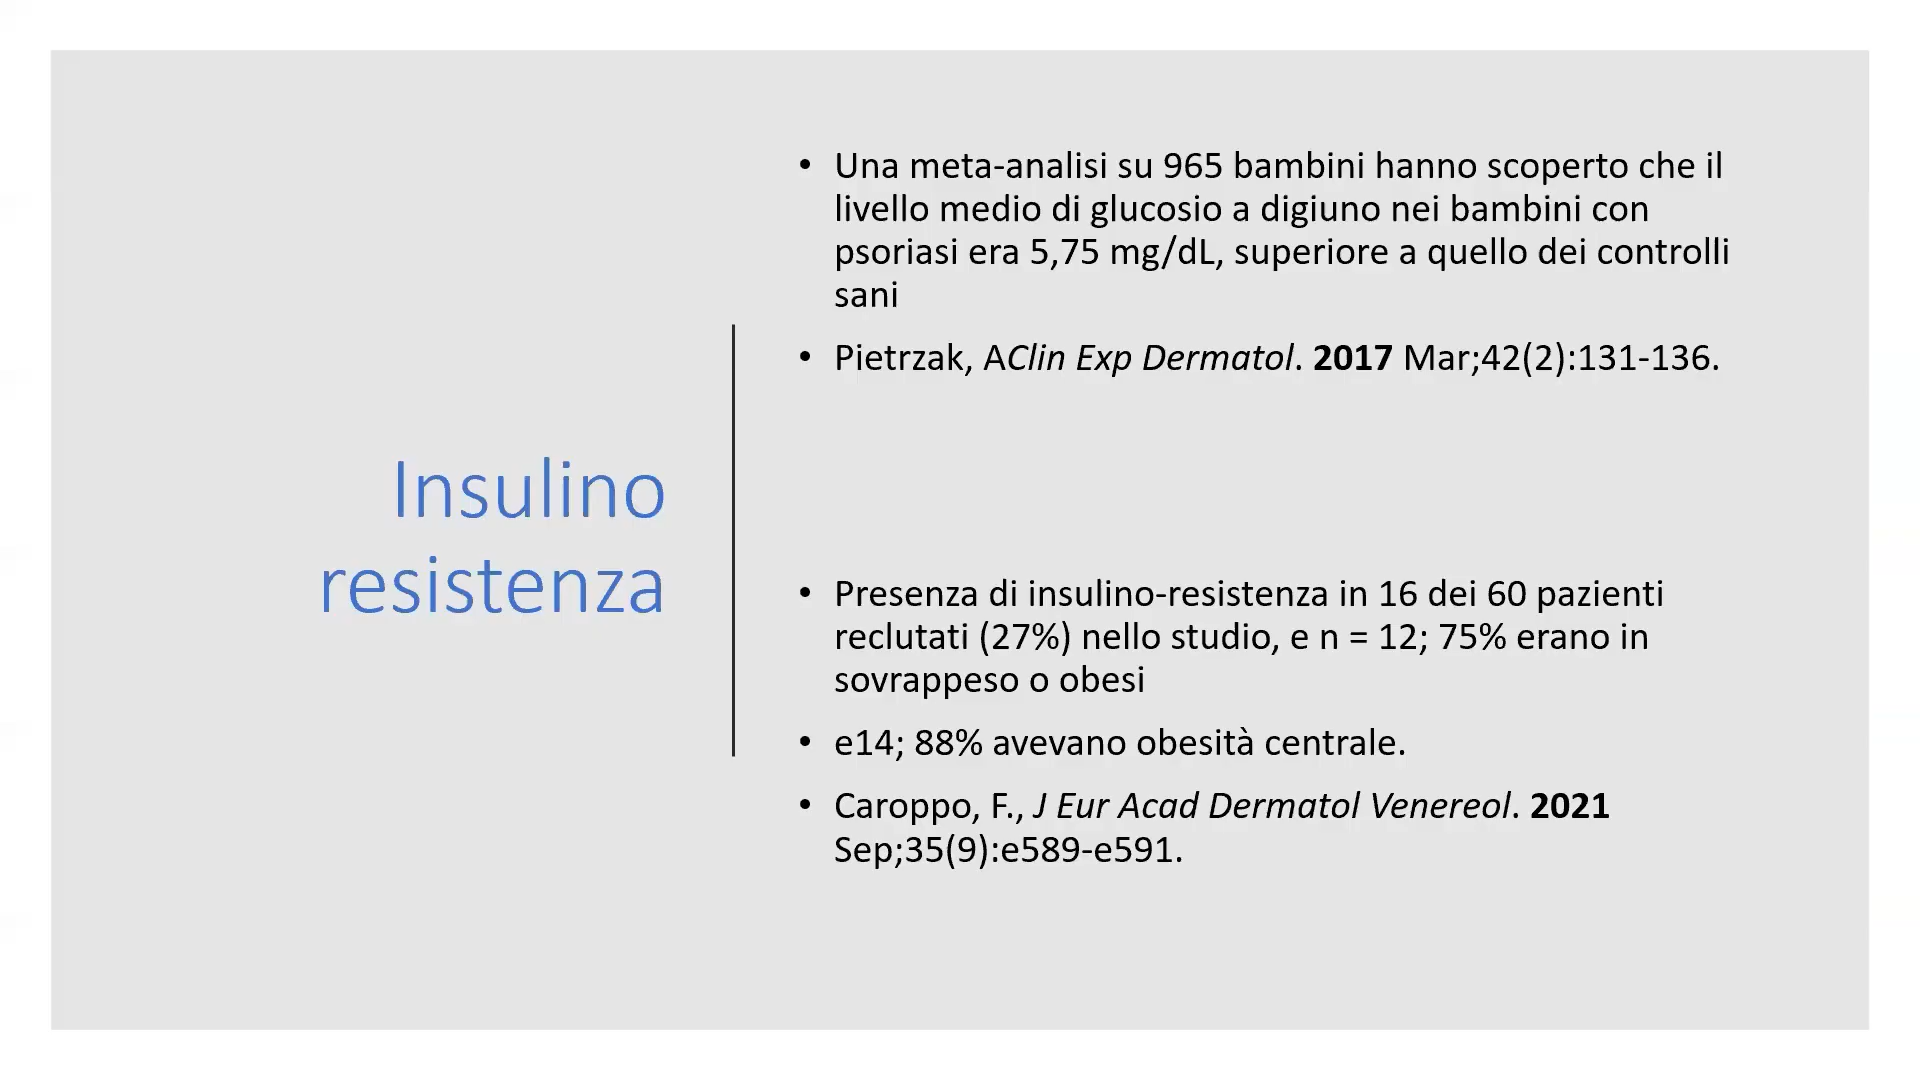 Insulino
resistenza
• Una meta-analisi su 965 bambini hanno scoperto che il
livello medio di glucosio a digiuno nei bambini con
psoriasi era 5,75 mg/dL, superiore a quello dei controlli
sani
• Pietrzak, AClin Exp Dermatol. 2017 Mar;42(2):131-136.
• Presenza di insulino-resistenza in 16 dei 60 pazienti
reclutati (27%) nello studio, e n = 12; 75% erano in
sovrappeso o obesi
• e14; 88% avevano obesità centrale.
• Caroppo, F., J Eur Acad Dermatol Venereol. 2021
Sep;35(9):e589-e591.